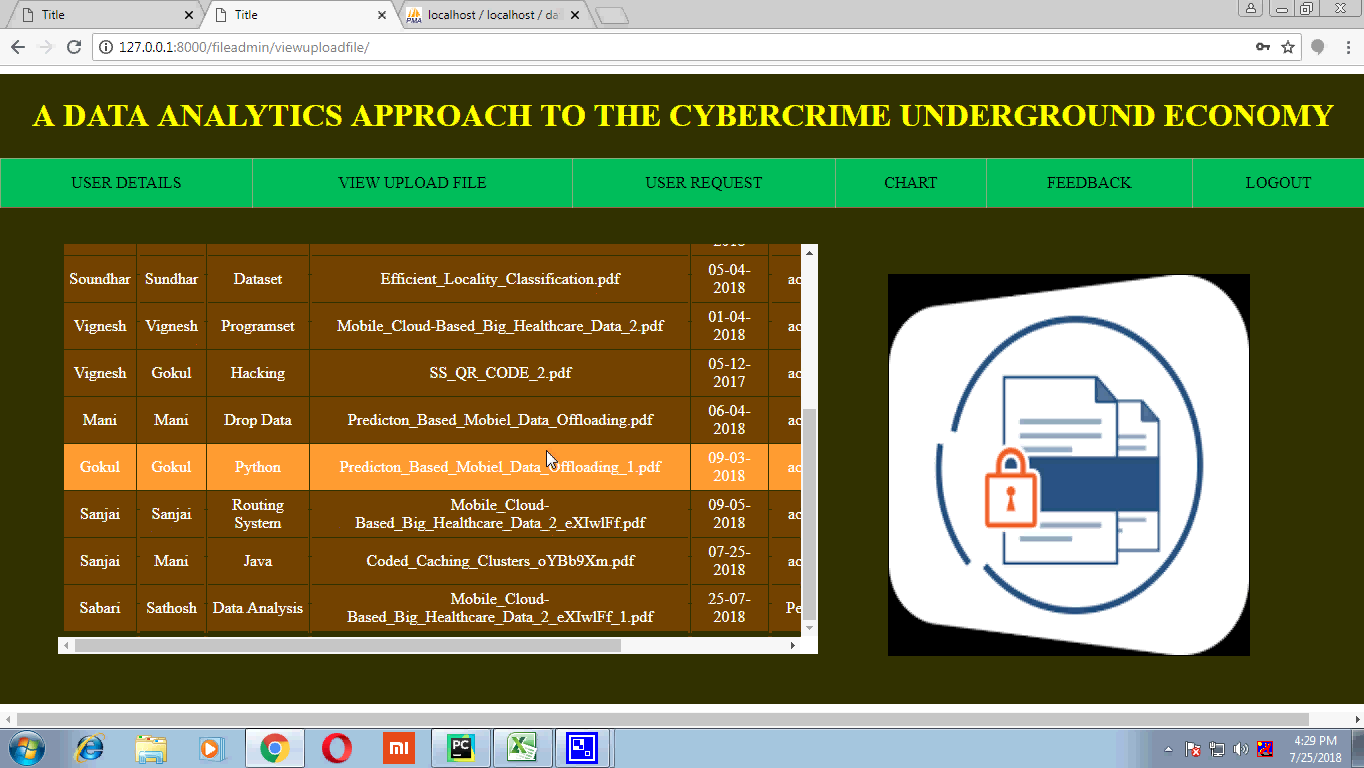 Title
Title
PMA
localhost / localhost / da
127.0.0.1:8000/fileadmin/viewuploadfile/
A DATA ANALYTICS APPROACH TO THE CYBERCRIME UNDERGROUND ECONOMY
USER DETAILS VIEW UPLOAD FILE USER REQUEST CHART FEEDBACK LOGOUT
Soundhar Sundhar Dataset Efficient_Locality_Classification.pdf 05-04-
2018 ac
Vignesh Vignesh Programset Mobile_Cloud-Based_Big_Healthcare_Data_2.pdf 01-04-
2018 ac
Vignesh Gokul Hacking SS_QR_CODE_2.pdf 05-12-
2017 ac
Mani Mani Drop Data Predicton_Based_Mobiel_Data_Offloading.pdf 06-04-
2018 ac
Gokul Gokul Python Predicton_Based_Mobiel_Data_Offloading_1.pdf 09-03-
2018 ac
Sanjai Sanjai Routing
System
Mobile_Cloud-
Based_Big_Healthcare_Data_2_eXIwlFf.pdf
09-05-
2018 ac
Sanjai Mani Java Coded_Caching_Clusters_oYBb9Xm.pdf 07-25-
2018 ac
Sabari Sathosh Data Analysis Mobile_Cloud-
Based_Big_Healthcare_Data_2_eXIwlFf_1.pdf
25-07-
2018 Pe
PC
4:29 PM
7/25/2018